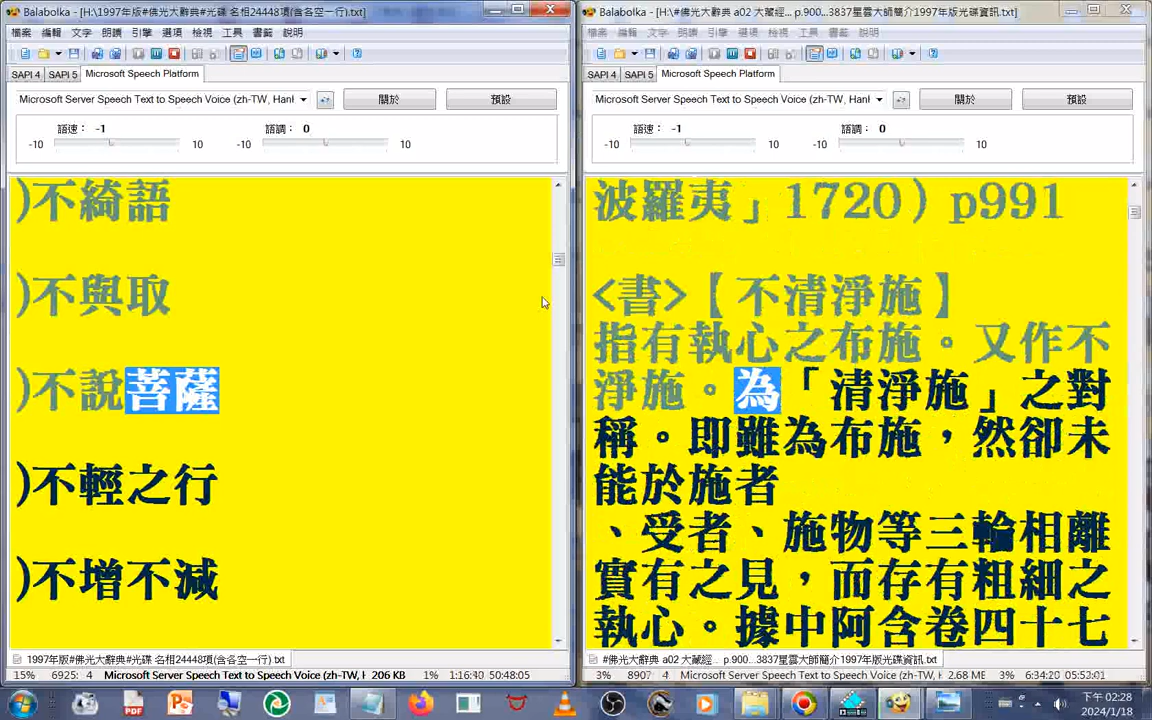 Balabolka - [H:\1997年版#佛光大辭典#光碟 名相24448項(含各空一行).txt]
檔案 編輯 文字 朗讀 引擎 選項 檢視 工具 書籤 說明
SAPI 4 SAPI 5 Microsoft Speech Platform
Microsoft Server Speech Text to Speech Voice (zh-TW, Hanl
關於 預設
語速： -1 語調： 0
-10 10 -10 10
)不綺語
)不與取
)不說菩薩
)不輕之行
)不增不減
1997年版#佛光大辭典#光碟 名相24448項(含各空一行).txt
15% 6925: 4 Microsoft Server Speech Text to Speech Voice (zh-TW, H 206 KB 1% 1:16:40 50:48:05
Balabolka - [H:\#佛光大辭典 a02 大藏經... p.900...3837星雲大師簡介1997年版光碟資訊.txt]
檔案 編輯 文字 朗讀 引擎 選項 檢視 工具 書籤 說明
SAPI 4 SAPI 5 Microsoft Speech Platform
Microsoft Server Speech Text to Speech Voice (zh-TW, Hanl
關於 預設
語速： -1 語調： 0
-10 10 -10 10
波羅夷」1720）p991
<書>【不清淨施】
指有執心之布施。又作不
淨施。為「清淨施」之對
稱。即雖為布施，然卻未
能於施者
、受者、施物等三輪相離
實有之見，而存有粗細之
執心。據中阿含卷四十七
#佛光大辭典 a02 大藏經... p.900...3837星雲大師簡介1997年版光碟資訊.txt
3% 8907: 4 Microsoft Server Speech Text to Speech Voice (zh-TW, H 2.68 ME 3% 6:34:20 05:53:01
下午 02:28
2024/1/18